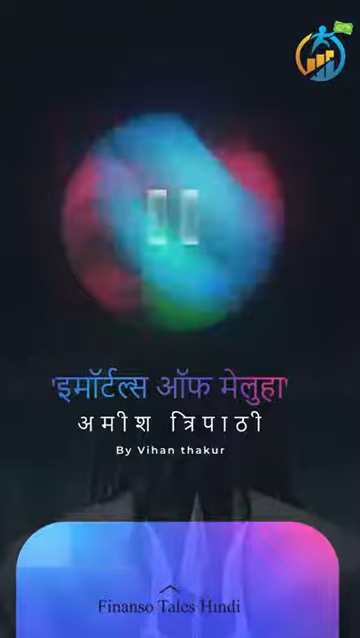 'इमॉर्टल्स ऑफ मेलुहा'
अमीश त्रिपाठी
By Vihan thakur
Finanso Tales Hindi